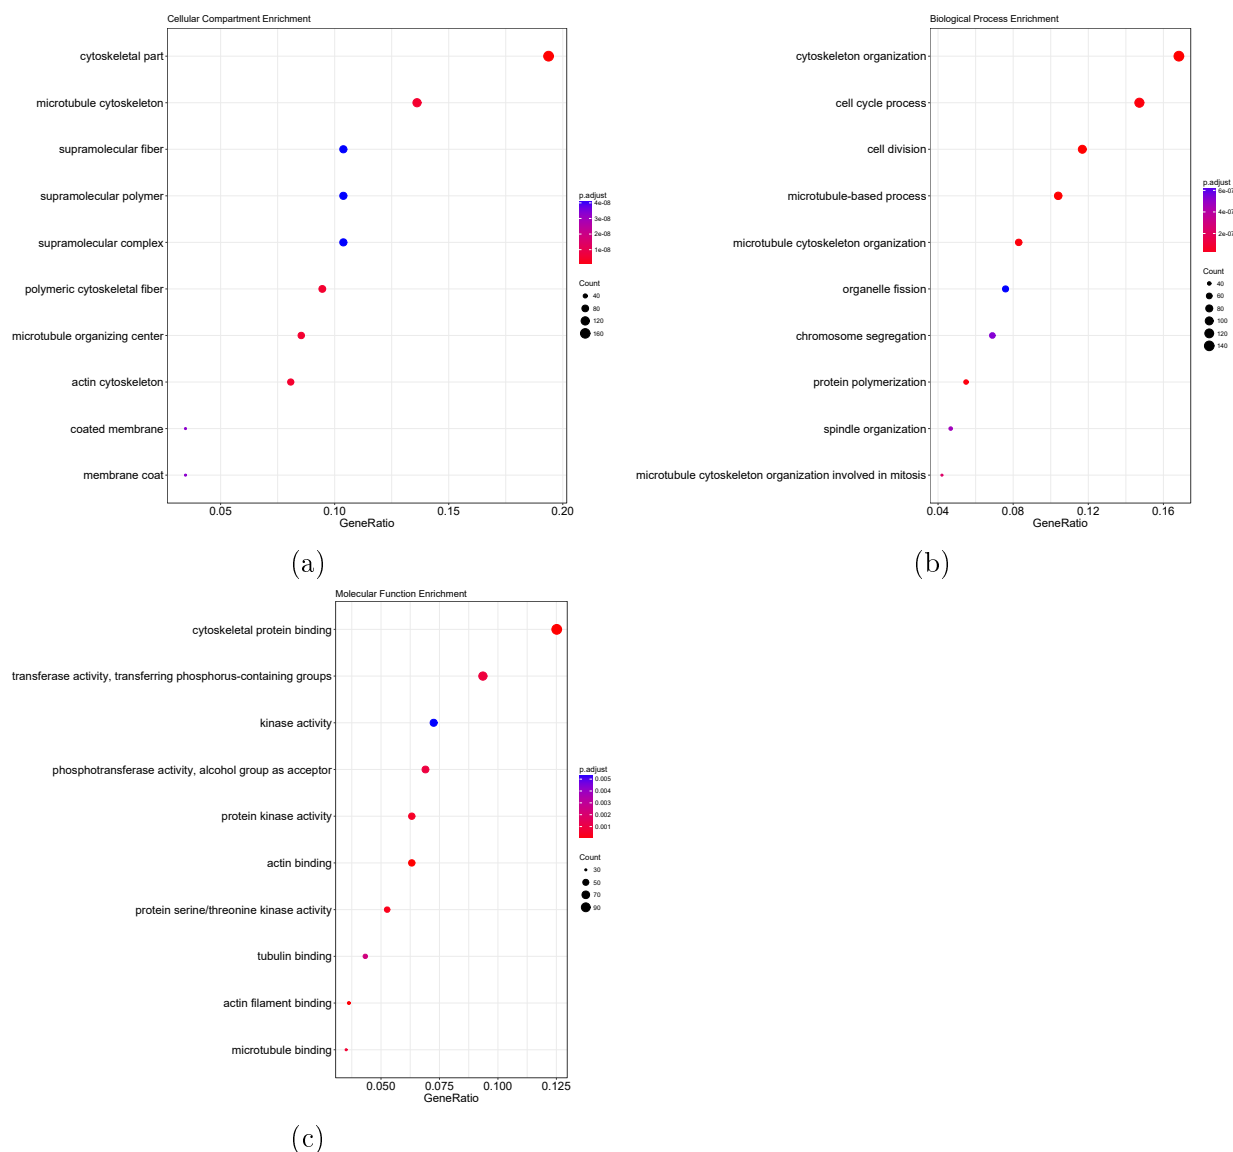 Cellular Compartment Enrichment
cytoskeletal part
microtubule cytoskeleton
supramolecular fiber
supramolecular polymer
supramolecular complex
polymeric cytoskeletal fiber
microtubule organizing center
actin cytoskeleton
coated membrane
membrane coat
0.05 0.10 0.15 0.20
GeneRatio
p.adjust
4e-08
3e-08
2e-08
1e-08
Count
40
80
120
160
(a)
Biological Process Enrichment
cytoskeleton organization
cell cycle process
cell division
microtubule-based process
microtubule cytoskeleton organization
organelle fission
chromosome segregation
protein polymerization
spindle organization
microtubule cytoskeleton organization involved in mitosis
0.04 0.08 0.12 0.16
GeneRatio
p.adjust
6e-07
4e-07
2e-07
Count
40
60
80
100
120
140
(b)
Molecular Function Enrichment
cytoskeletal protein binding
transferase activity, transferring phosphorus-containing groups
kinase activity
phosphotransferase activity, alcohol group as acceptor
protein kinase activity
actin binding
protein serine/threonine kinase activity
tubulin binding
actin filament binding
microtubule binding
0.050 0.075 0.100 0.125
GeneRatio
p.adjust
0.005
0.004
0.003
0.002
0.001
Count
30
50
70
90
(c)